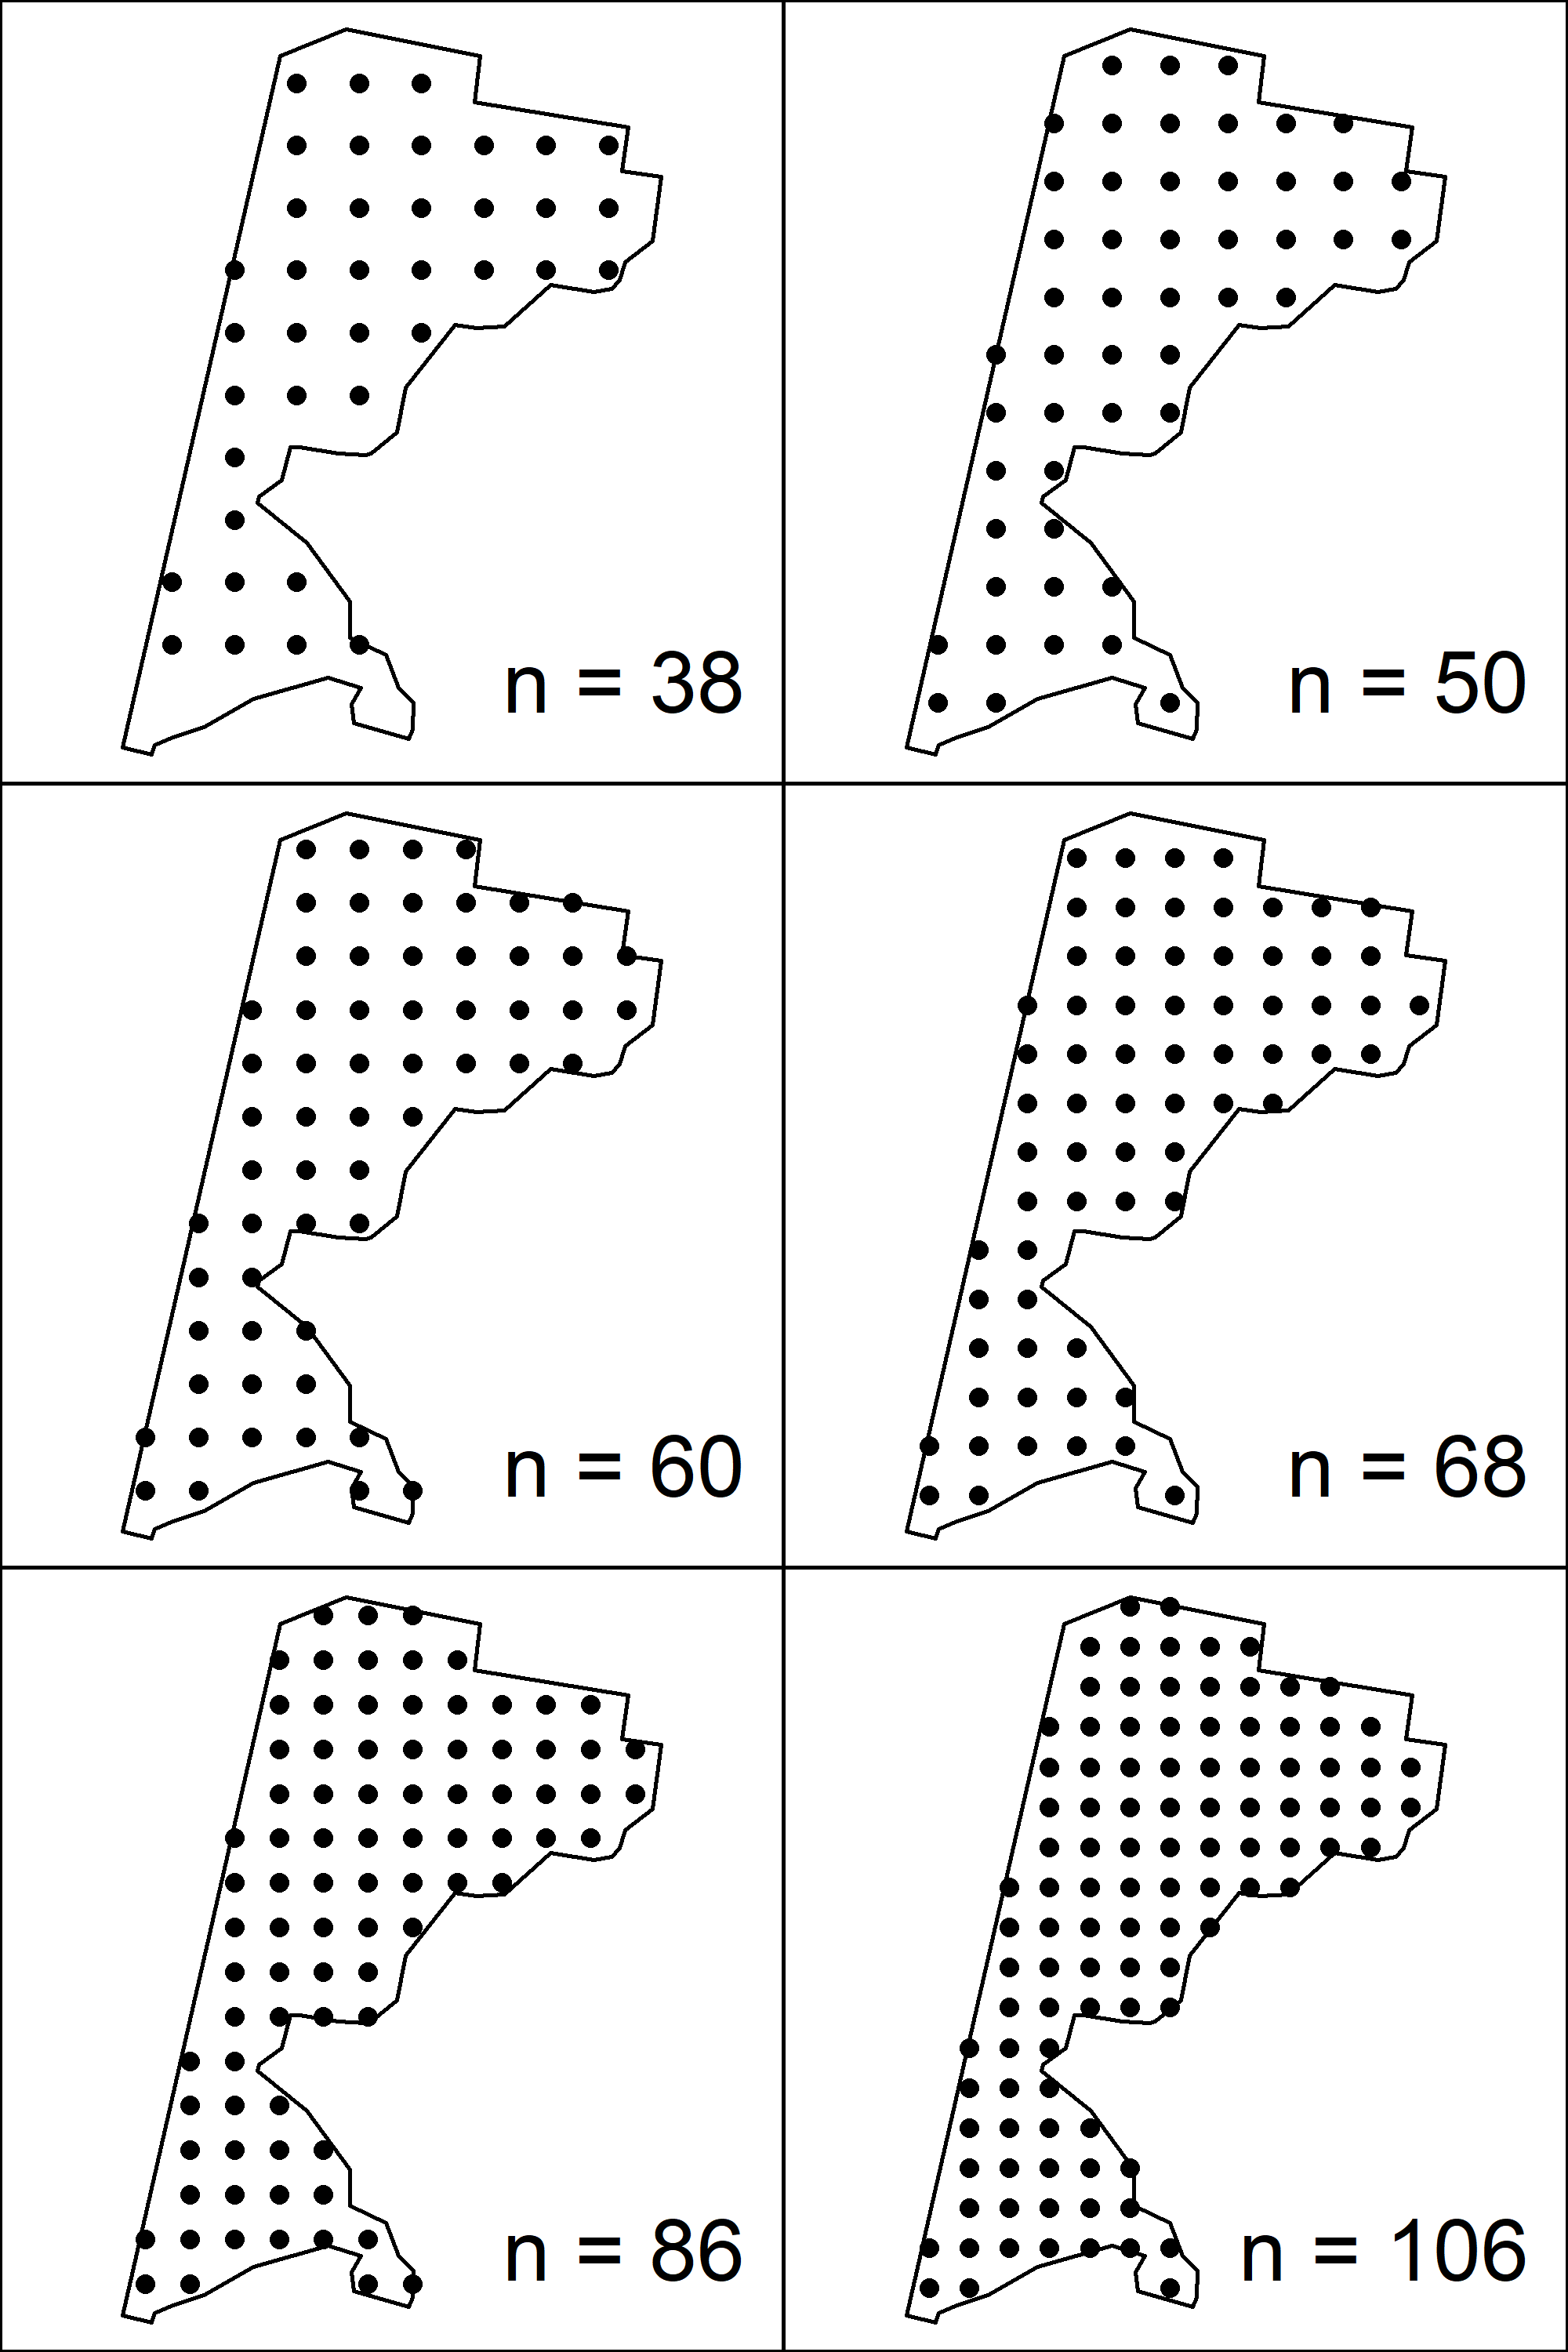 n = 38
n = 50
n = 60
n = 68
n = 86
n = 106